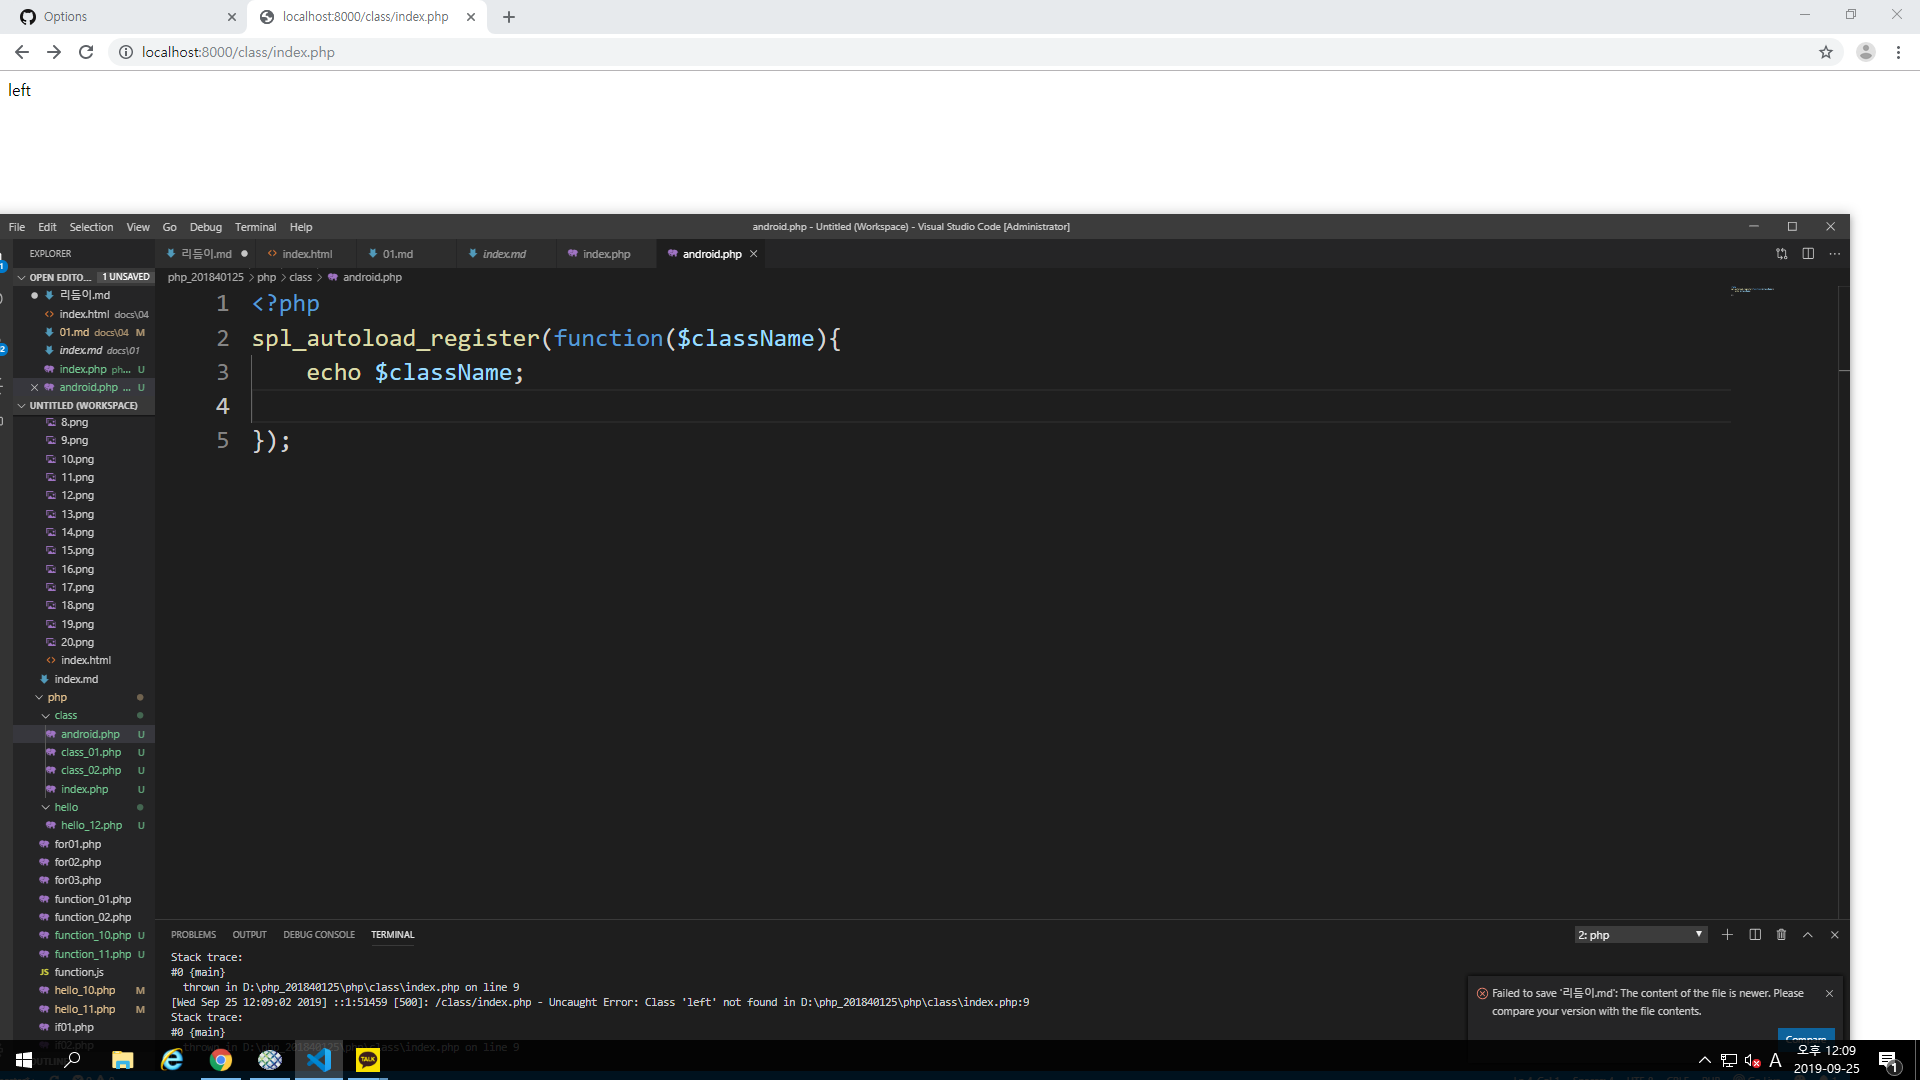 Options
localhost:8000/class/index.php
localhost:8000/class/index.php
left
File Edit Selection View Go Debug Terminal Help
android.php - Untitled (Workspace) - Visual Studio Code [Administrator]
EXPLORER
리듬이.md
index.html
01.md
index.md
index.php
android.php
OPEN EDITO... 1 UNSAVED
php_201840125 > php > class > android.php
리듬이.md
index.html docs\04
01.md docs\04 M
index.md docs\01
index.php ph... U
android.php ... U
UNTITLED (WORKSPACE)
8.png
9.png
10.png
11.png
12.png
13.png
14.png
15.png
16.png
17.png
18.png
19.png
20.png
index.html
index.md
php
class
android.php U
class_01.php U
class_02.php U
index.php U
hello
hello_12.php U
for01.php
for02.php
for03.php
function_01.php
function_02.php
function_10.php U
function_11.php U
JS function.js
hello_10.php M
hello_11.php M
if01.php
if02.php
1 <?php
2 spl_autoload_register(function($className){
3 echo $className;
4
5 });
PROBLEMS OUTPUT DEBUG CONSOLE TERMINAL
2: php
Stack trace:
#0 {main}
thrown in D:\php_201840125\php\class\index.php on line 9
[Wed Sep 25 12:09:02 2019] ::1:51459 [500]: /class/index.php - Uncaught Error: Class 'left' not found in D:\php_201840125\php\class\index.php:9
Stack trace:
#0 {main}
thrown in D:\php_201840125\php\class\index.php on line 9
Failed to save '리듬이.md': The content of the file is newer. Please
compare your version with the file contents.
Compare
TALK
A
오후 12:09
2019-09-25
1